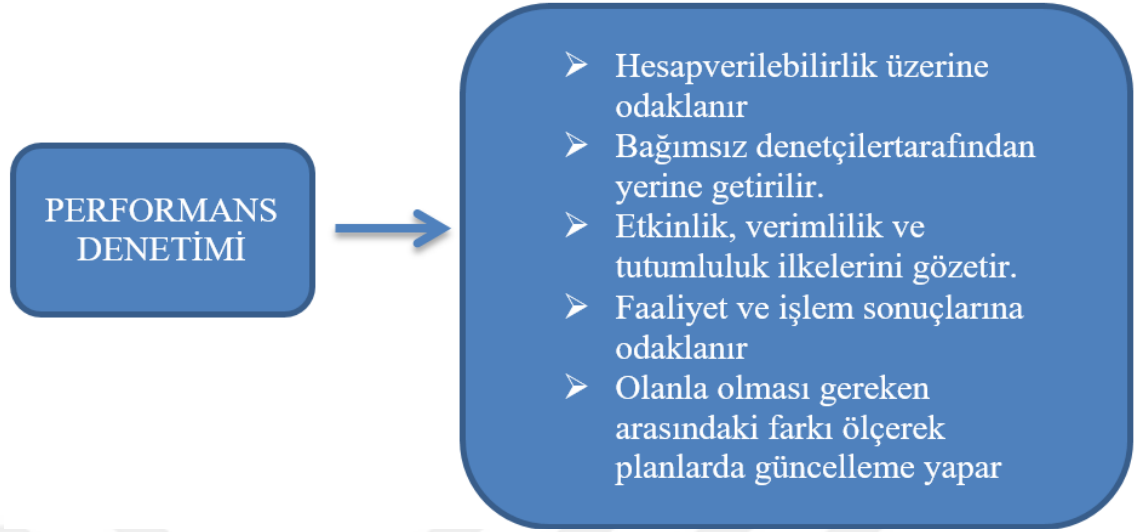 PERFORMANS
DENETİMİ
➢ Hesapverilebilirlik üzerine
odaklanır
➢ Bağımsız denetçilertarafından
yerine getirilir.
➢ Etkinlik, verimlilik ve
tutumluluk ilkelerini gözetir.
➢ Faaliyet ve işlem sonuçlarına
odaklanır
➢ Olanla olması gereken
arasındaki farkı ölçerek
planlarda güncelleme yapar